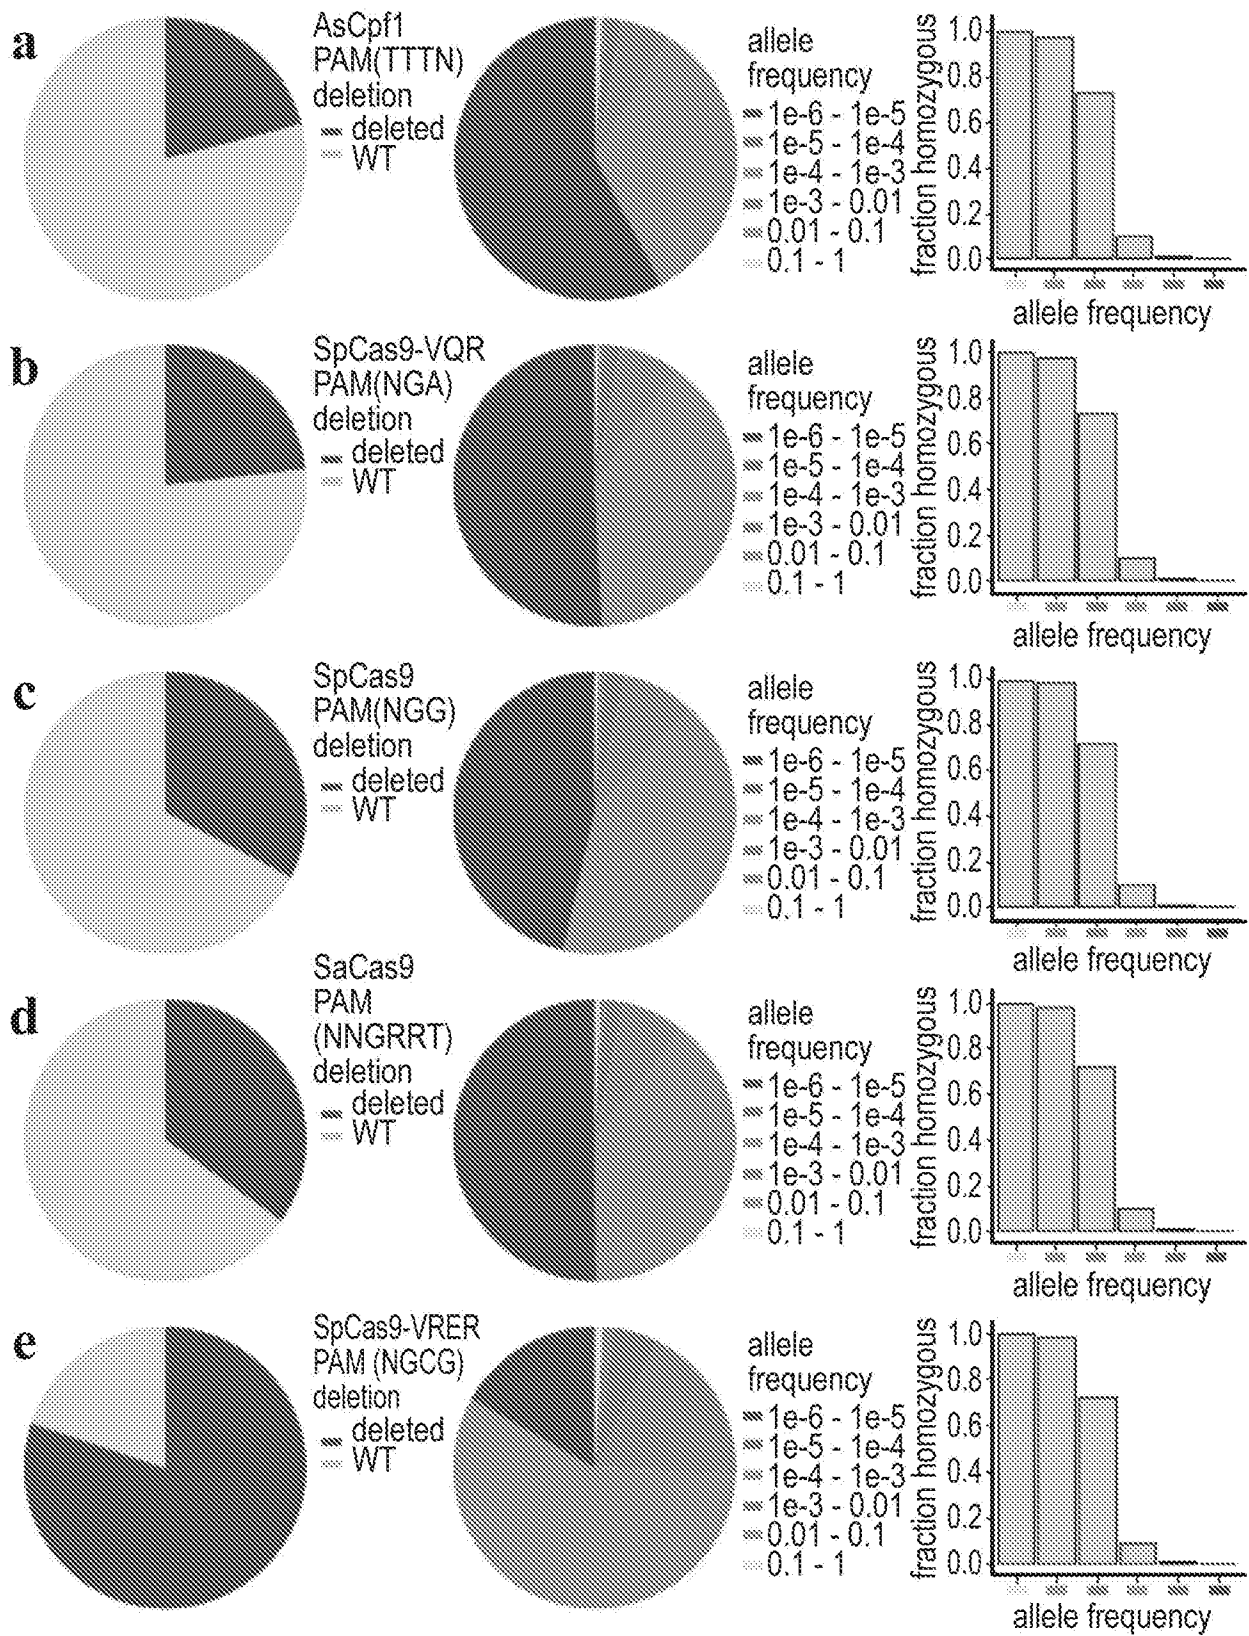 a
AsCpf1
PAM(TTTN)
deletion
deleted
WT
allele
frequency
1e-6 - 1e-5
1e-5 - 1e-4
1e-4 - 1e-3
1e-3 - 0.01
0.01 - 0.1
0.1 - 1
fraction homozygous
1.0
0.8
0.6
0.4
0.2
0.0
allele frequency
b
SpCas9-VQR
PAM(NGA)
deletion
deleted
WT
allele
frequency
1e-6 - 1e-5
1e-5 - 1e-4
1e-4 - 1e-3
1e-3 - 0.01
0.01 - 0.1
0.1 - 1
fraction homozygous
1.0
0.8
0.6
0.4
0.2
0.0
allele frequency
c
SpCas9
PAM(NGG)
deletion
deleted
WT
allele
frequency
1e-6 - 1e-5
1e-5 - 1e-4
1e-4 - 1e-3
1e-3 - 0.01
0.01 - 0.1
0.1 - 1
fraction homozygous
1.0
0.8
0.6
0.4
0.2
0.0
allele frequency
d
SaCas9
PAM
(NNGRRT)
deletion
deleted
WT
allele
frequency
1e-6 - 1e-5
1e-5 - 1e-4
1e-4 - 1e-3
1e-3 - 0.01
0.01 - 0.1
0.1 - 1
fraction homozygous
1.0
0.8
0.6
0.4
0.2
0.0
allele frequency
e
SpCas9-VRER
PAM (NGCG)
deletion
deleted
WT
allele
frequency
1e-6 - 1e-5
1e-5 - 1e-4
1e-4 - 1e-3
1e-3 - 0.01
0.01 - 0.1
0.1 - 1
fraction homozygous
1.0
0.8
0.6
0.4
0.2
0.0
allele frequency